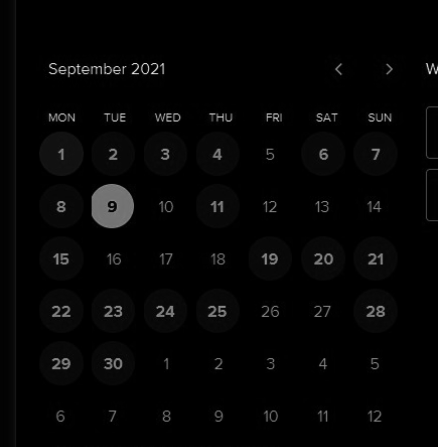 September 2021 < > W
MON TUE WED THU FRI SAT SUN
1 2 3 4 5 6 7
8 9 10 11 12 13 14
15 16 17 18 19 20 21
22 23 24 25 26 27 28
29 30 1 2 3 4 5
6 7 8 9 10 11 12